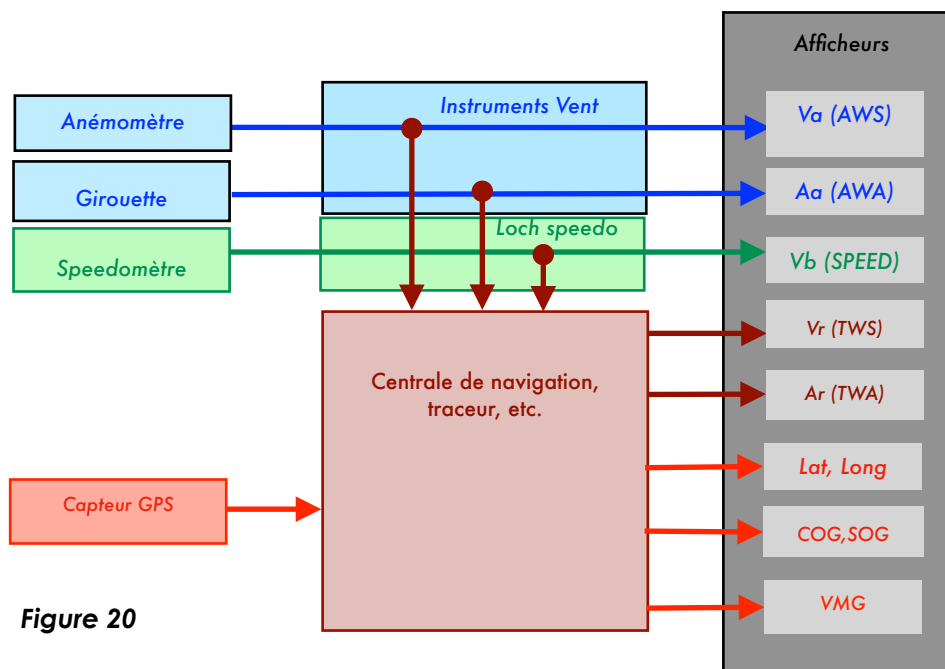 Afficheurs
Anémomètre
Instruments Vent
Va (AWS)
Girouette
Aa (AWA)
Speedomètre
Loch speedo
Vb (SPEED)
Vr (TWS)
Centrale de navigation,
traceur, etc.
Ar (TWA)
Lat, Long
Capteur GPS
COG,SOG
VMG
Figure 20